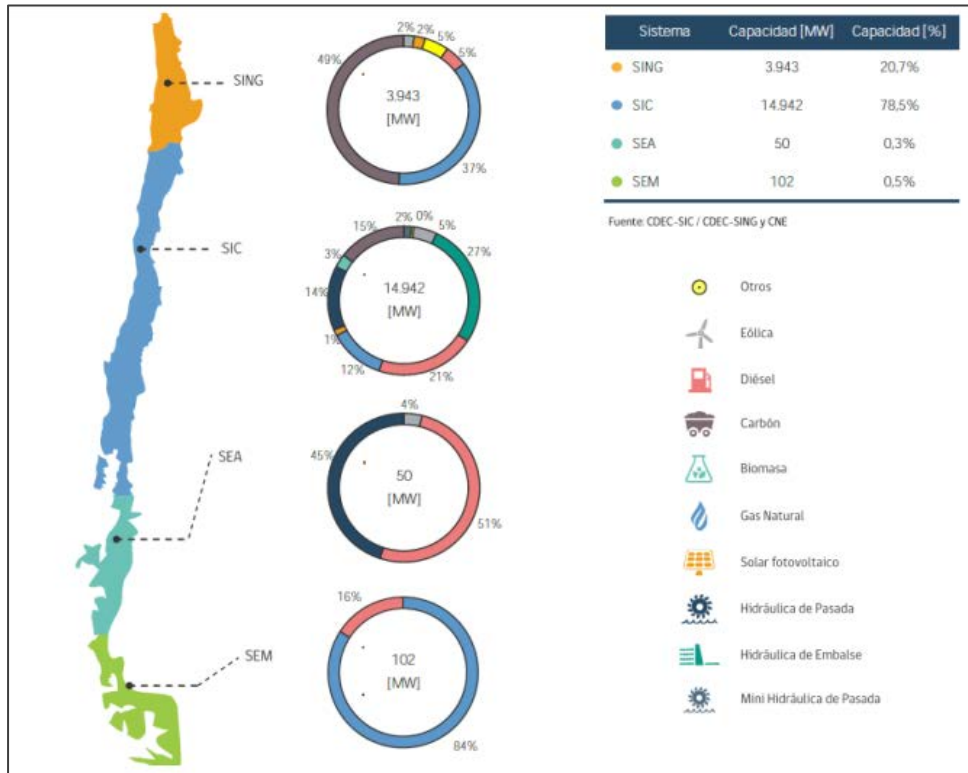 SING
SIC
SEA
SEM
2%
2%
5%
5%
49%
37%
3.943
[MW]
2%
0%
5%
15%
27%
3%
14%
1%
12%
21%
14.942
[MW]
4%
45%
51%
50
[MW]
16%
84%
102
[MW]
Sistema Capacidad [MW] Capacidad [%]
SING 3.943 20,7%
SIC 14.942 78,5%
SEA 50 0,3%
SEM 102 0,5%
Fuente: CDEC-SIC / CDEC-SING y CNE
Otros
Eólica
Diésel
Carbón
Biomasa
Gas Natural
Solar fotovoltaico
Hidráulica de Pasada
Hidráulica de Embalse
Mini Hidráulica de Pasada